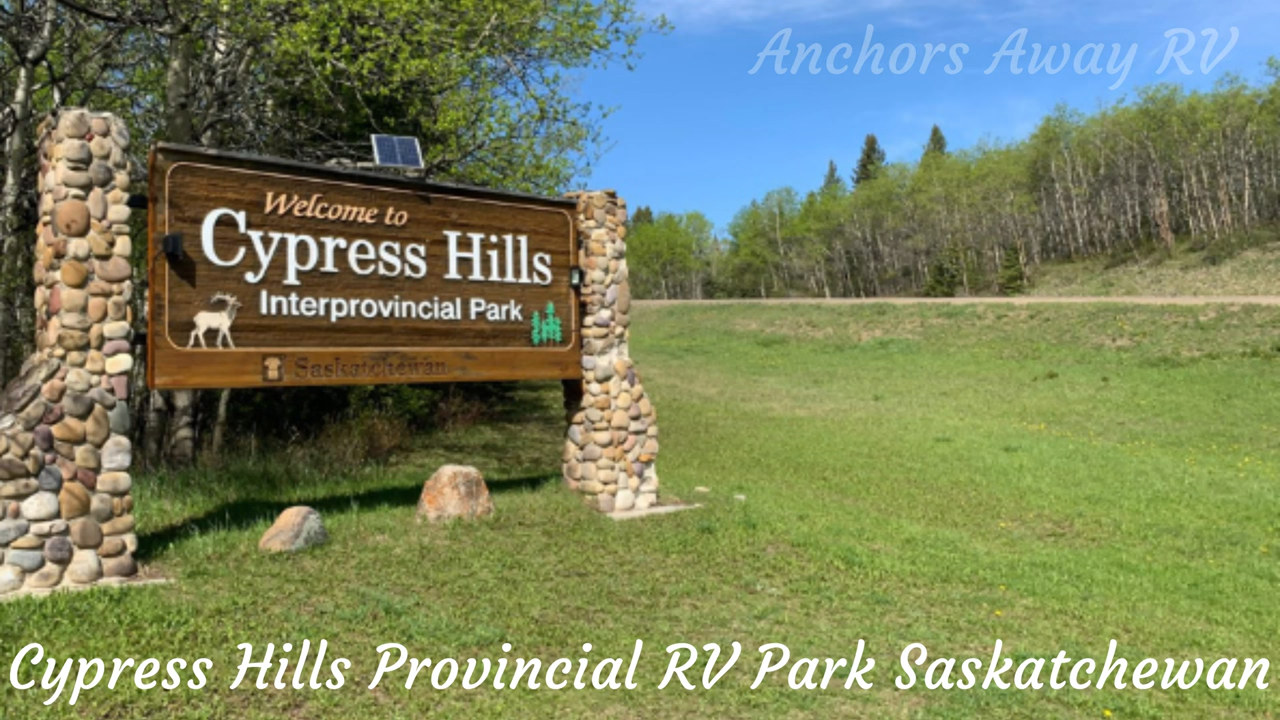 Anchors Away RV
Welcome to
Cypress Hills
Interprovincial Park
Saskatchewan
Cypress Hills Provincial RV Park Saskatchewan